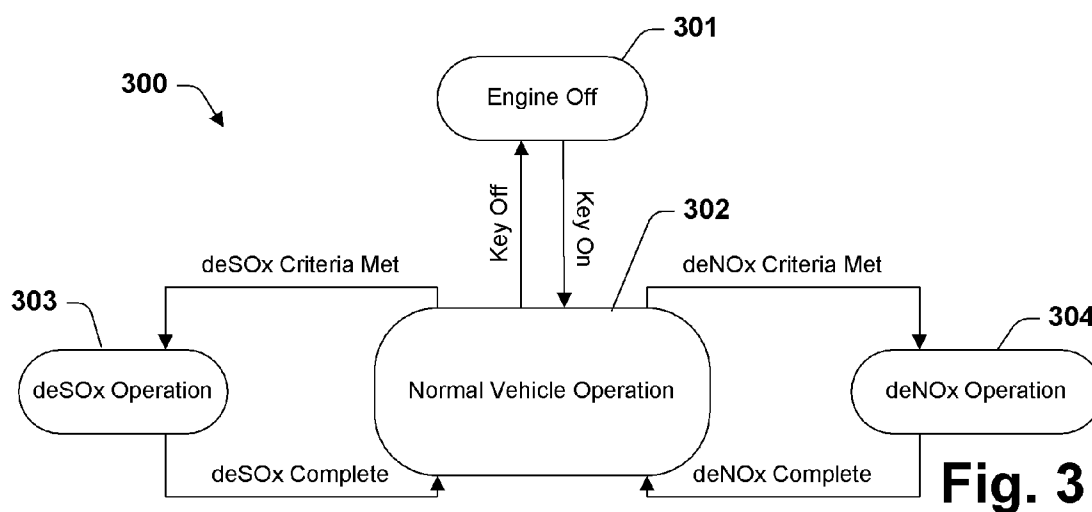 301
300
Engine Off
Key Off
Key On
302
deSOx Criteria Met
deNOx Criteria Met
303
304
deSOx Operation
Normal Vehicle Operation
deNOx Operation
deSOx Complete
deNOx Complete
Fig. 3